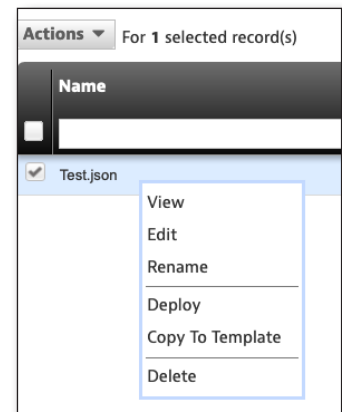 Actions For 1 selected record(s)
Name
Test.json
View
Edit
Rename
Deploy
Copy To Template
Delete